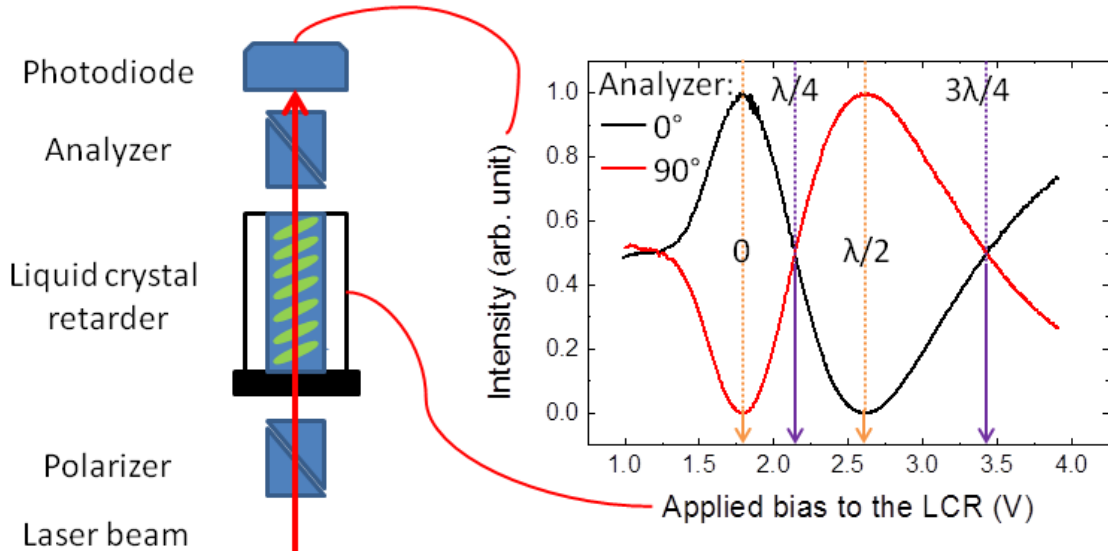 Photodiode
Analyzer
Liquid crystal
retarder
Polarizer
Laser beam
Intensity (arb. unit)
1.0
0.8
0.6
0.4
0.2
0.0
Analyzer:
0°
90°
λ/4
3λ/4
0
λ/2
1.0 1.5 2.0 2.5 3.0 3.5 4.0
Applied bias to the LCR (V)